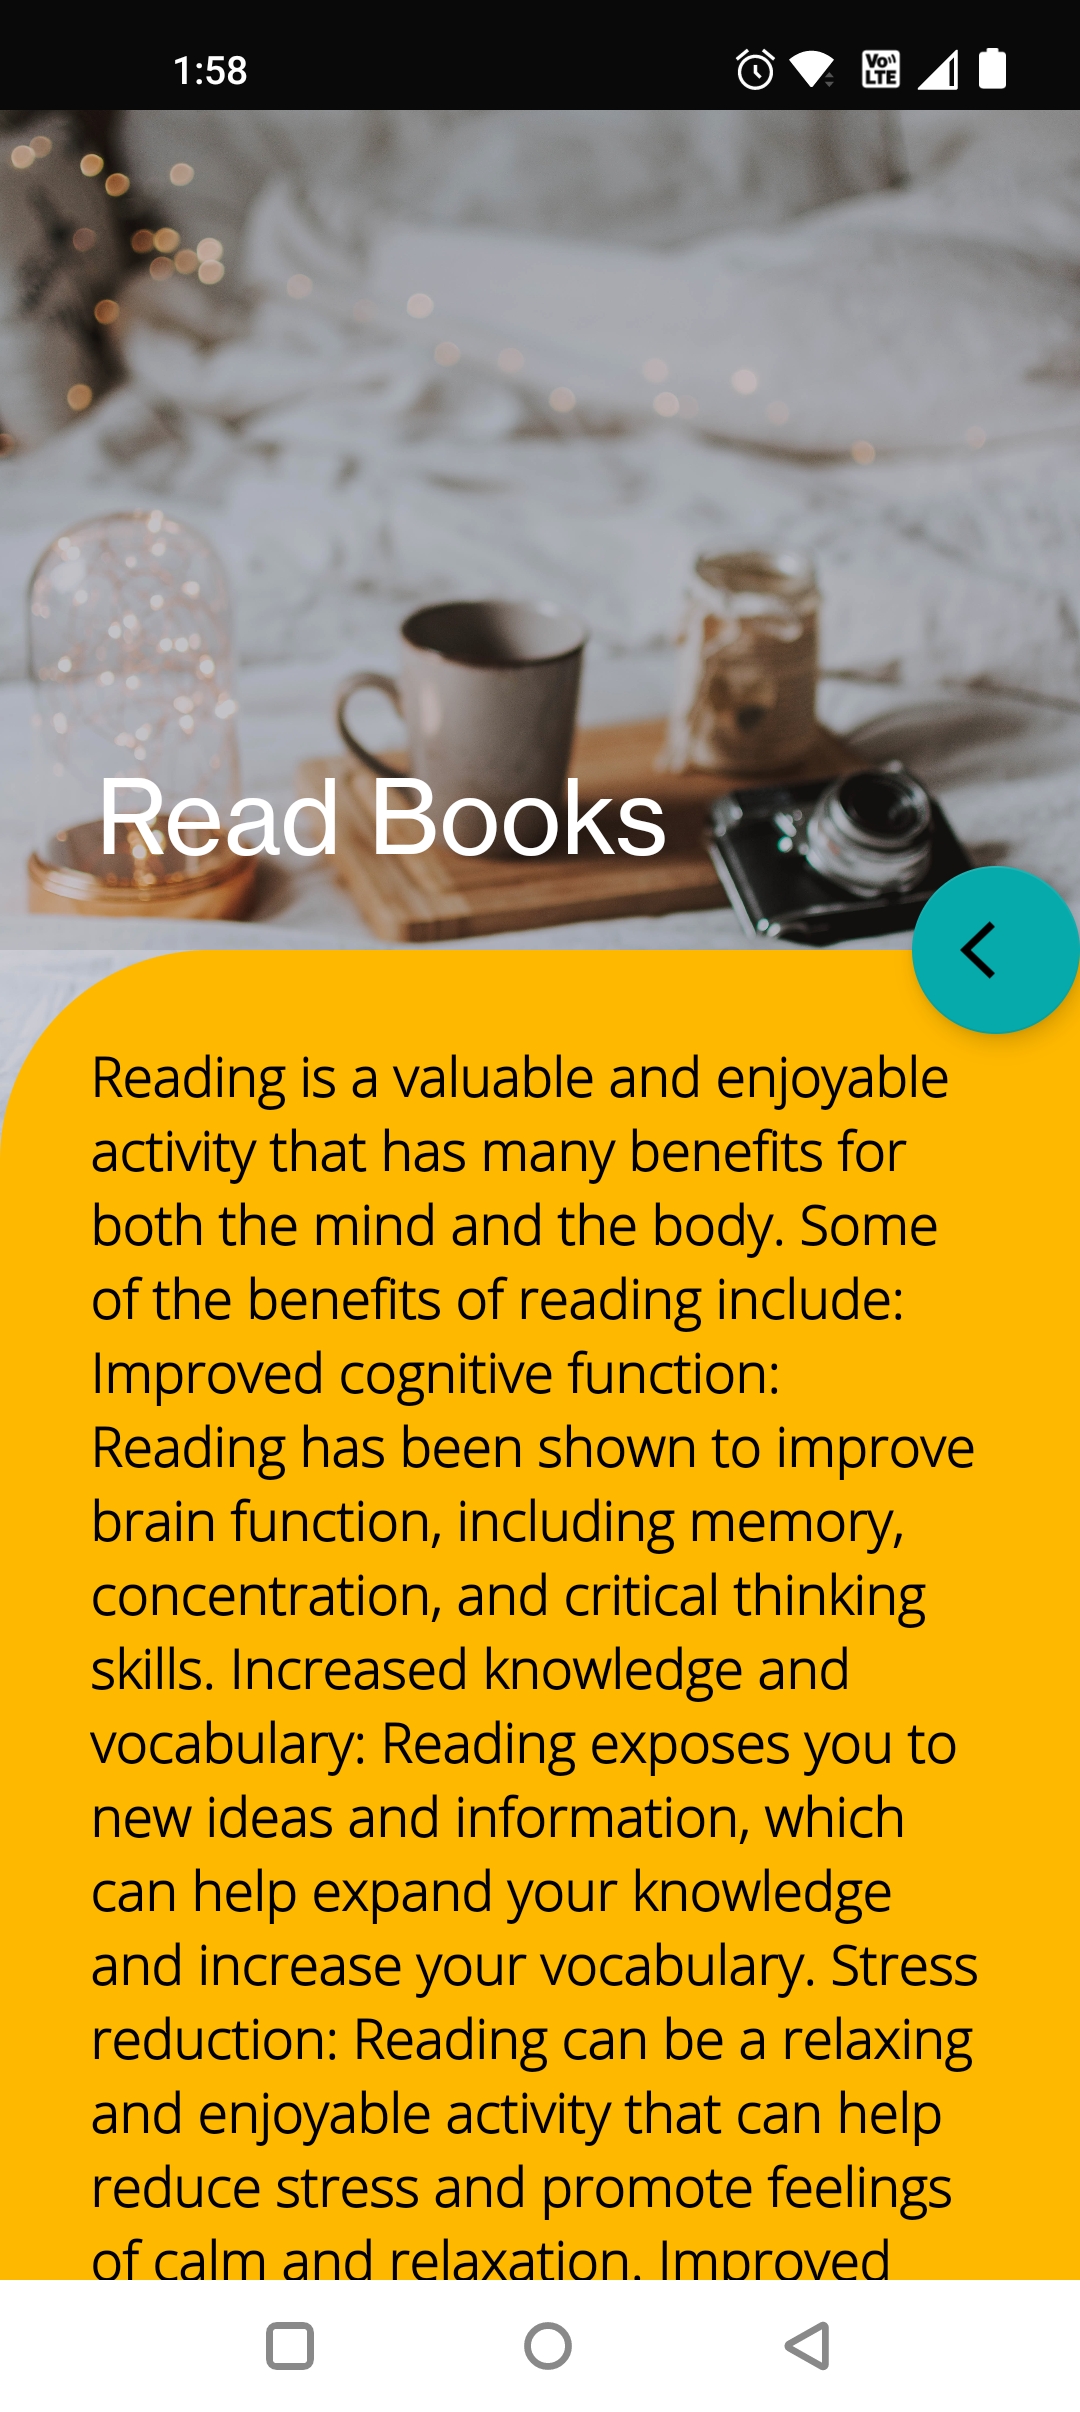 1:58
Vo LTE
Read Books
Reading is a valuable and enjoyable
activity that has many benefits for
both the mind and the body. Some
of the benefits of reading include:
Improved cognitive function:
Reading has been shown to improve
brain function, including memory,
concentration, and critical thinking
skills. Increased knowledge and
vocabulary: Reading exposes you to
new ideas and information, which
can help expand your knowledge
and increase your vocabulary. Stress
reduction: Reading can be a relaxing
and enjoyable activity that can help
reduce stress and promote feelings
of calm and relaxation. Improved